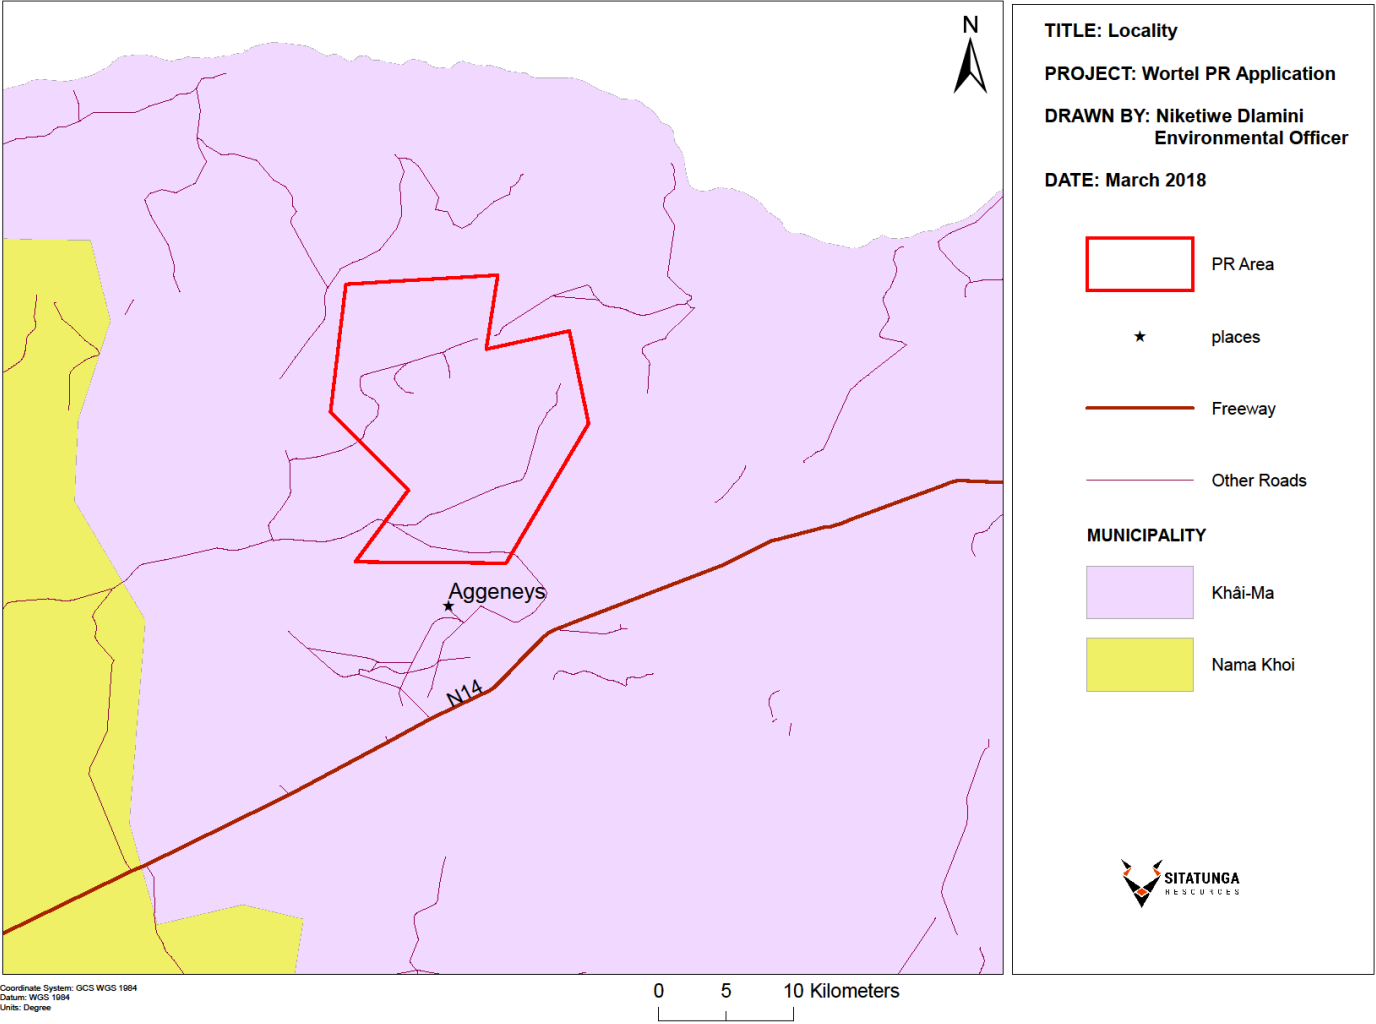 N
Aggeneys
N14
TITLE: Locality
PROJECT: Wortel PR Application
DRAWN BY: Niketiwe Dlamini
Environmental Officer
DATE: March 2018
PR Area
places
Freeway
Other Roads
MUNICIPALITY
Khâi-Ma
Nama Khoi
SITATUNGA
RESOURCES
Coordinate System: GCS WGS 1984
Datum: WGS 1984
Units: Degree
0 5 10 Kilometers